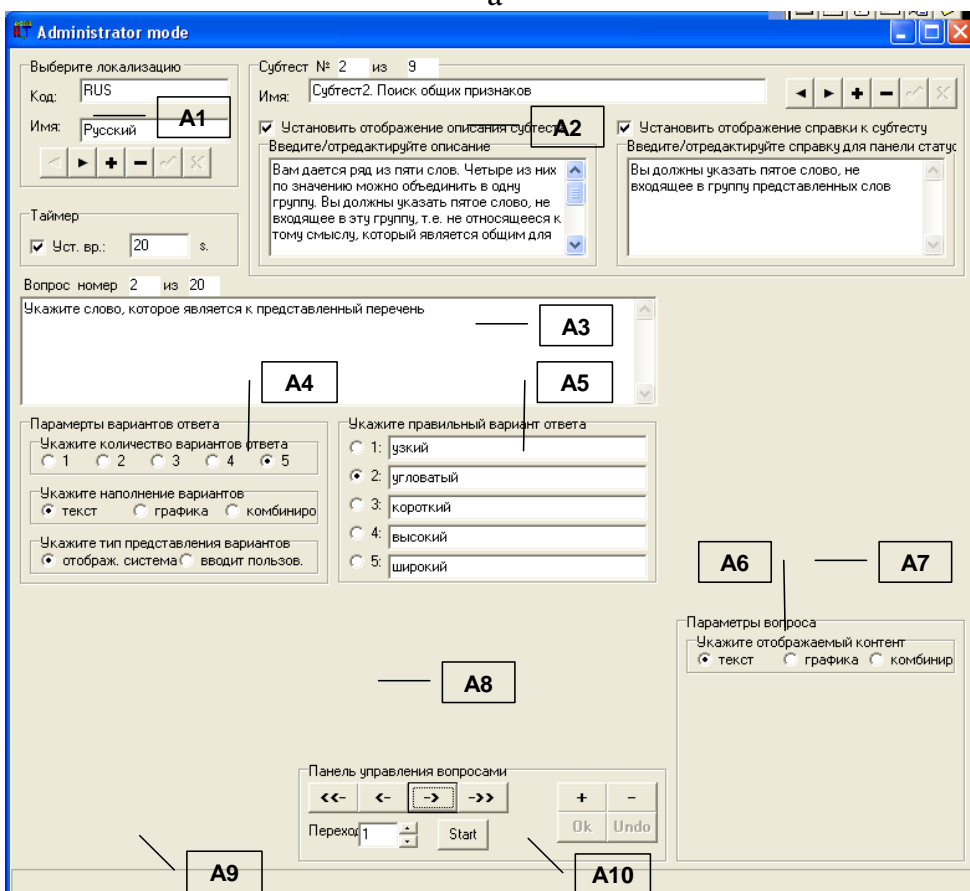 а
Administrator mode
Выберите локализацию
Код: RUS
Имя: Русский
A1
Таймер
Уст. вр.: 20 s.
Субтест № 2 из 9
Имя: Субтест2. Поиск общих признаков
Установить отображение описания субтеста
A2
Введите/отредактируйте описание
Вам дается ряд из пяти слов. Четыре из них
по значению можно объединить в одну
группу. Вы должны указать пятое слово, не
входящее в эту группу, т.е. не относящееся к
тому смыслу, который является общим для
Установить отображение справки к субтесту
Введите/отредактируйте справку для панели статус
Вы должны указать пятое слово, не
входящее в группу представленных слов
Вопрос номер 2 из 20
Укажите слово, которое является к представленный перечень
A3
A4
A5
Параметры вариантов ответа
Укажите количество вариантов ответа
1 2 3 4 5
Укажите наполнение вариантов
текст графика комбиниро
Укажите тип представления вариантов
отображ. система вводит пользов.
Укажите правильный вариант ответа
1: узкий
2: угловатый
3: короткий
4: высокий
5: широкий
A6
A7
Параметры вопроса
Укажите отображаемый контент
текст графика комбинир
A8
Панель управления вопросами
<<- <- -> ->> + -
Переход 1 Start Ok Undo
A9
A10